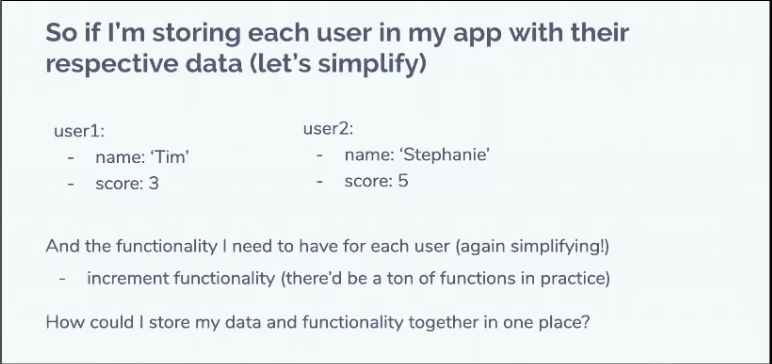 So if I’m storing each user in my app with their
respective data (let’s simplify)
user1:
- name: ‘Tim’
- score: 3
user2:
- name: ‘Stephanie’
- score: 5
And the functionality I need to have for each user (again simplifying!)
- increment functionality (there’d be a ton of functions in practice)
How could I store my data and functionality together in one place?